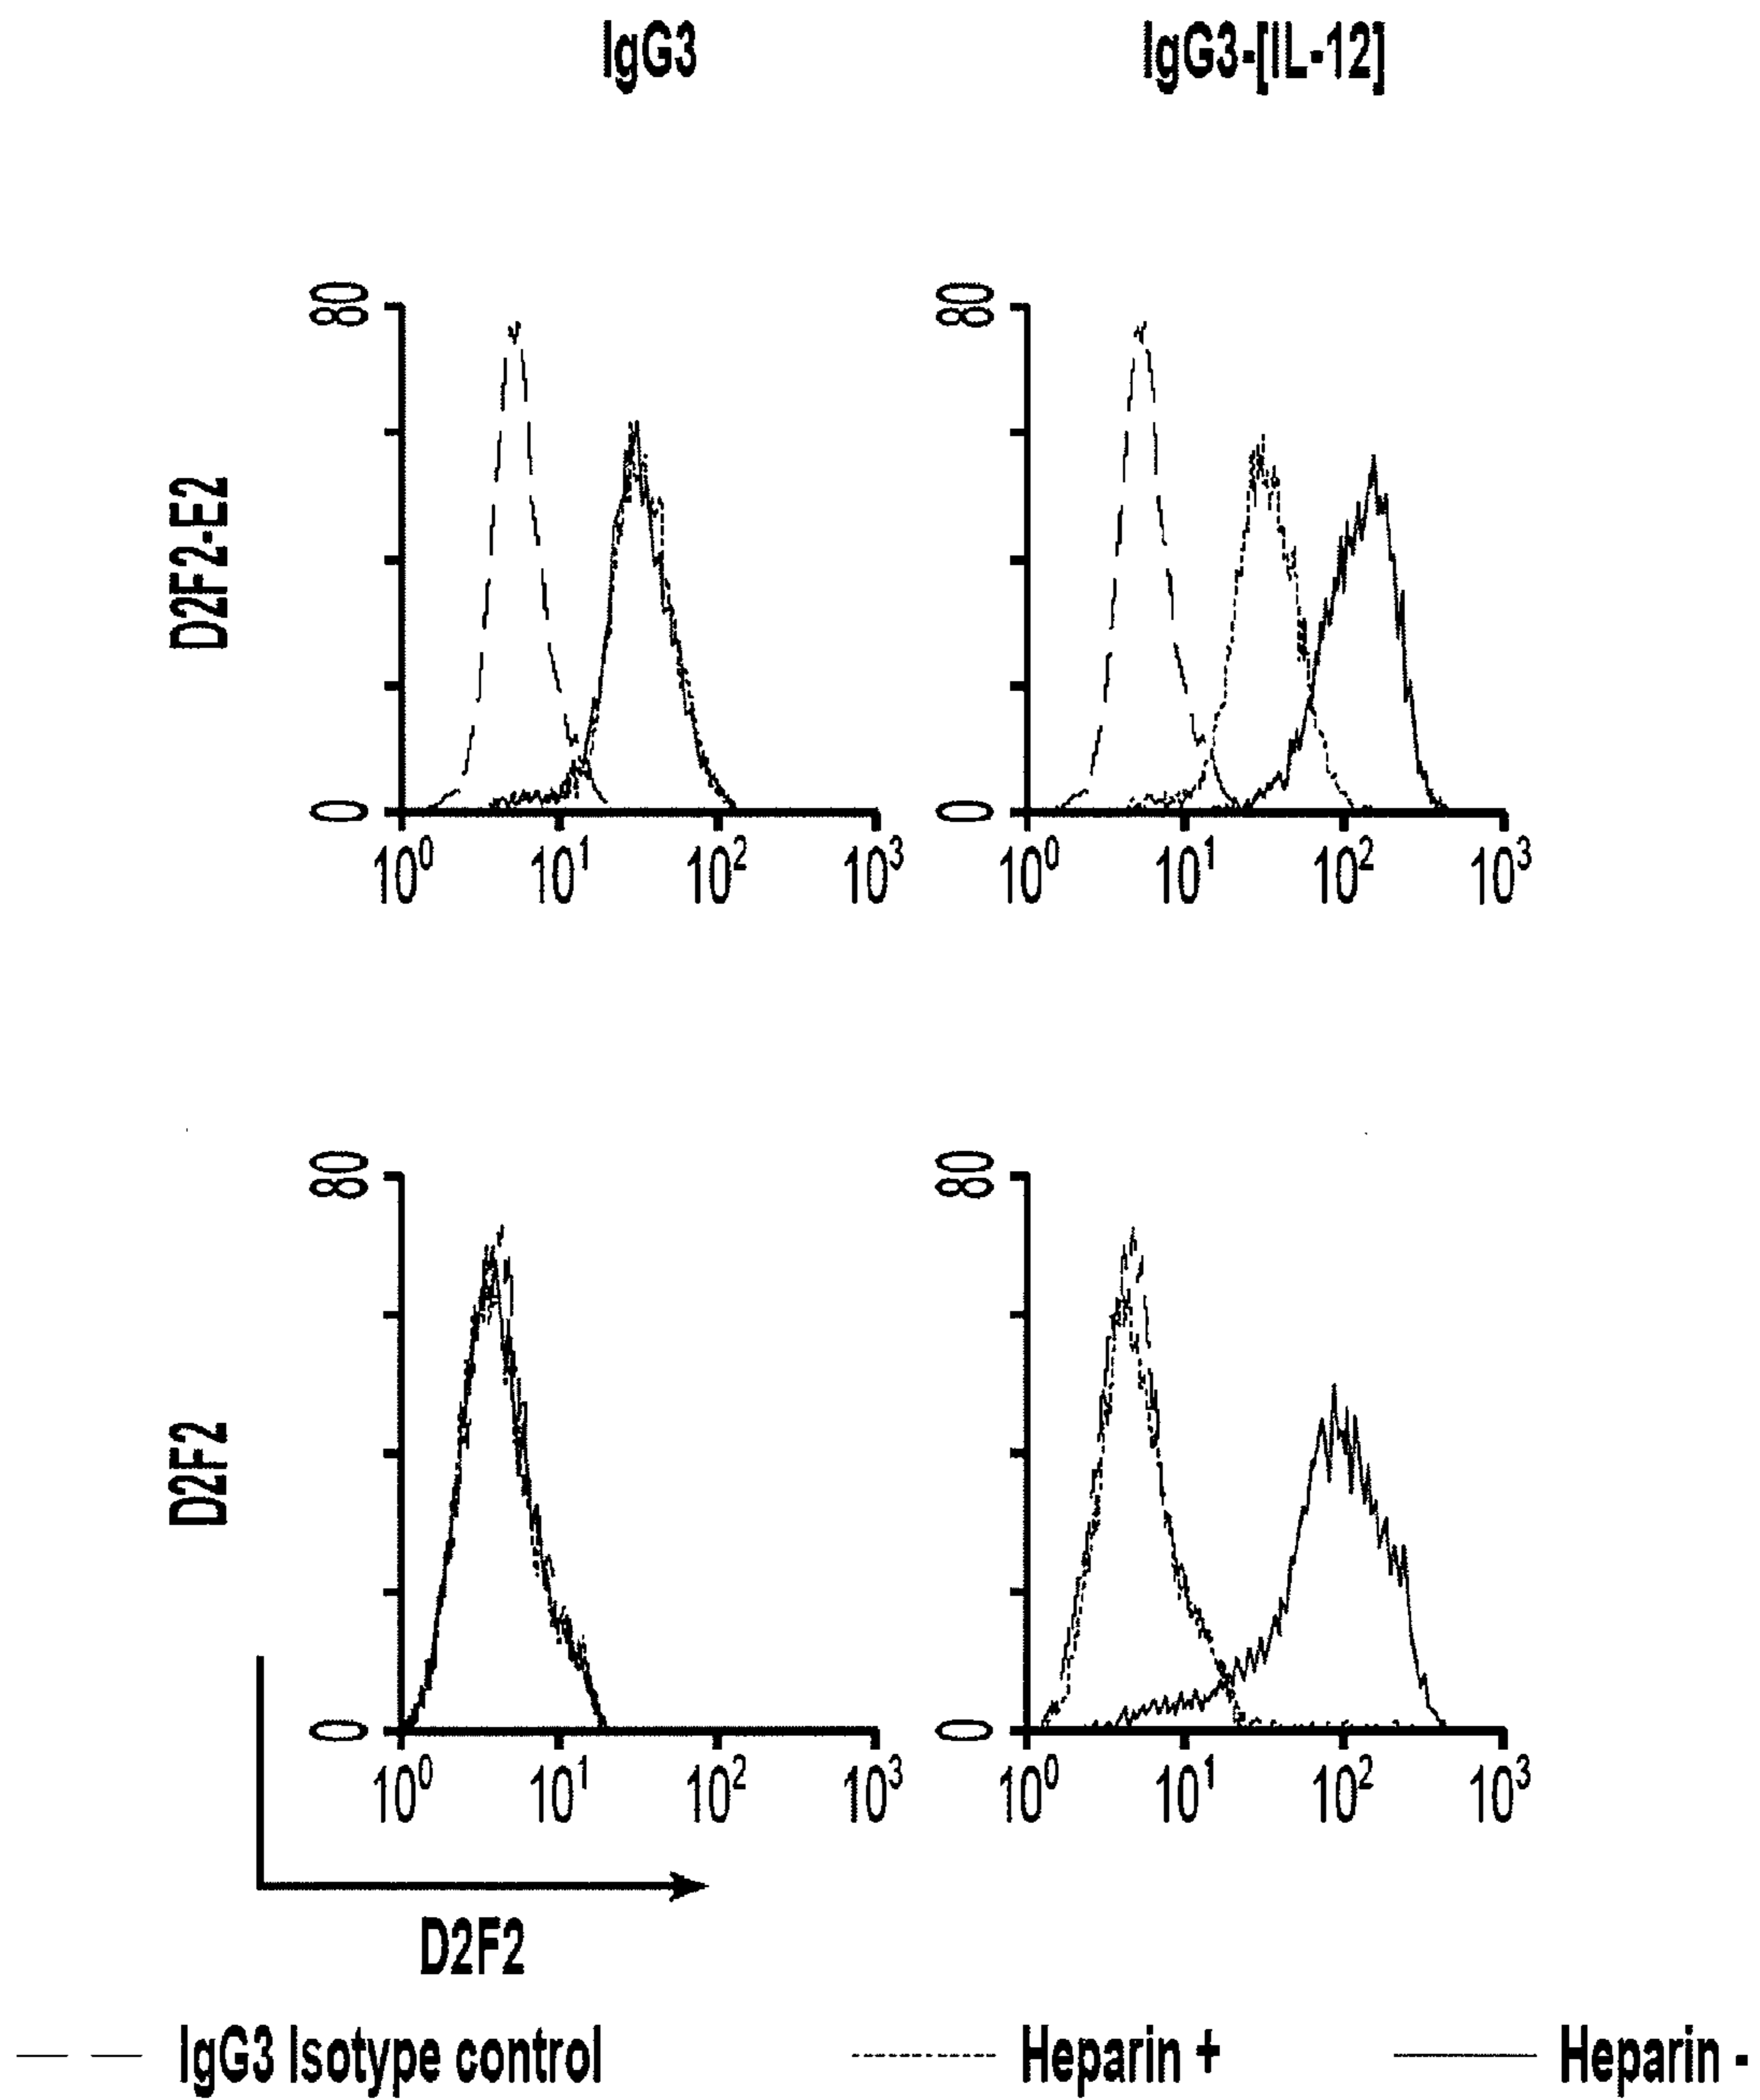 IgG3 IgG3-[IL-12]
D2F2-E2
80 80
0 0
10⁰ 10¹ 10² 10³ 10⁰ 10¹ 10² 10³
D2F2
80 80
0 0
10⁰ 10¹ 10² 10³ 10⁰ 10¹ 10² 10³
D2F2
IgG3 Isotype control Heparin + Heparin -